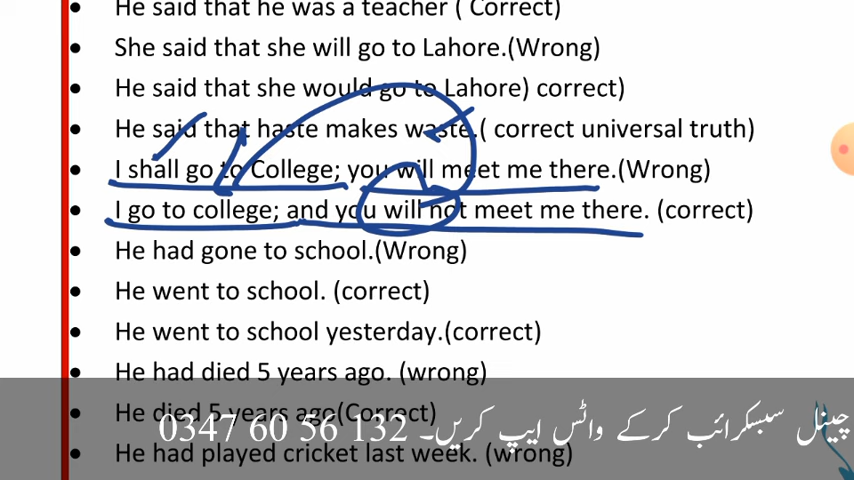 He said that he was a teacher ( Correct)
She said that she will go to Lahore.(Wrong)
He said that she would go to Lahore) correct)
He said that haste makes waste.( correct universal truth)
I shall go to College; you will meet me there.(Wrong)
I go to college; and you will not meet me there. (correct)
He had gone to school.(Wrong)
He went to school. (correct)
He went to school yesterday.(correct)
He had died 5 years ago. (wrong)
He died 5 years ago(Correct)
چینل سبسکرائب کرکے واٹس ایپ کریں۔ 132 56 60 0347
He had played cricket last week. (wrong)